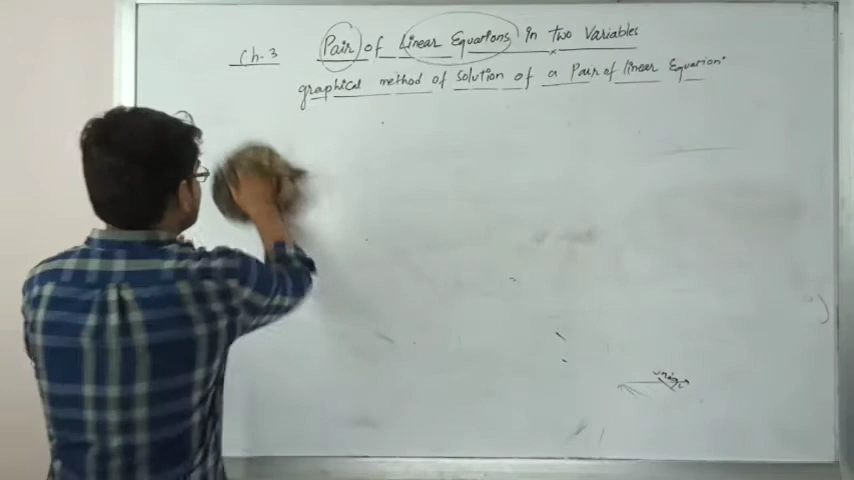 Ch. 3 Pair of Linear Equations in two Variables
graphical method of Solution of a Pair of linear Equation